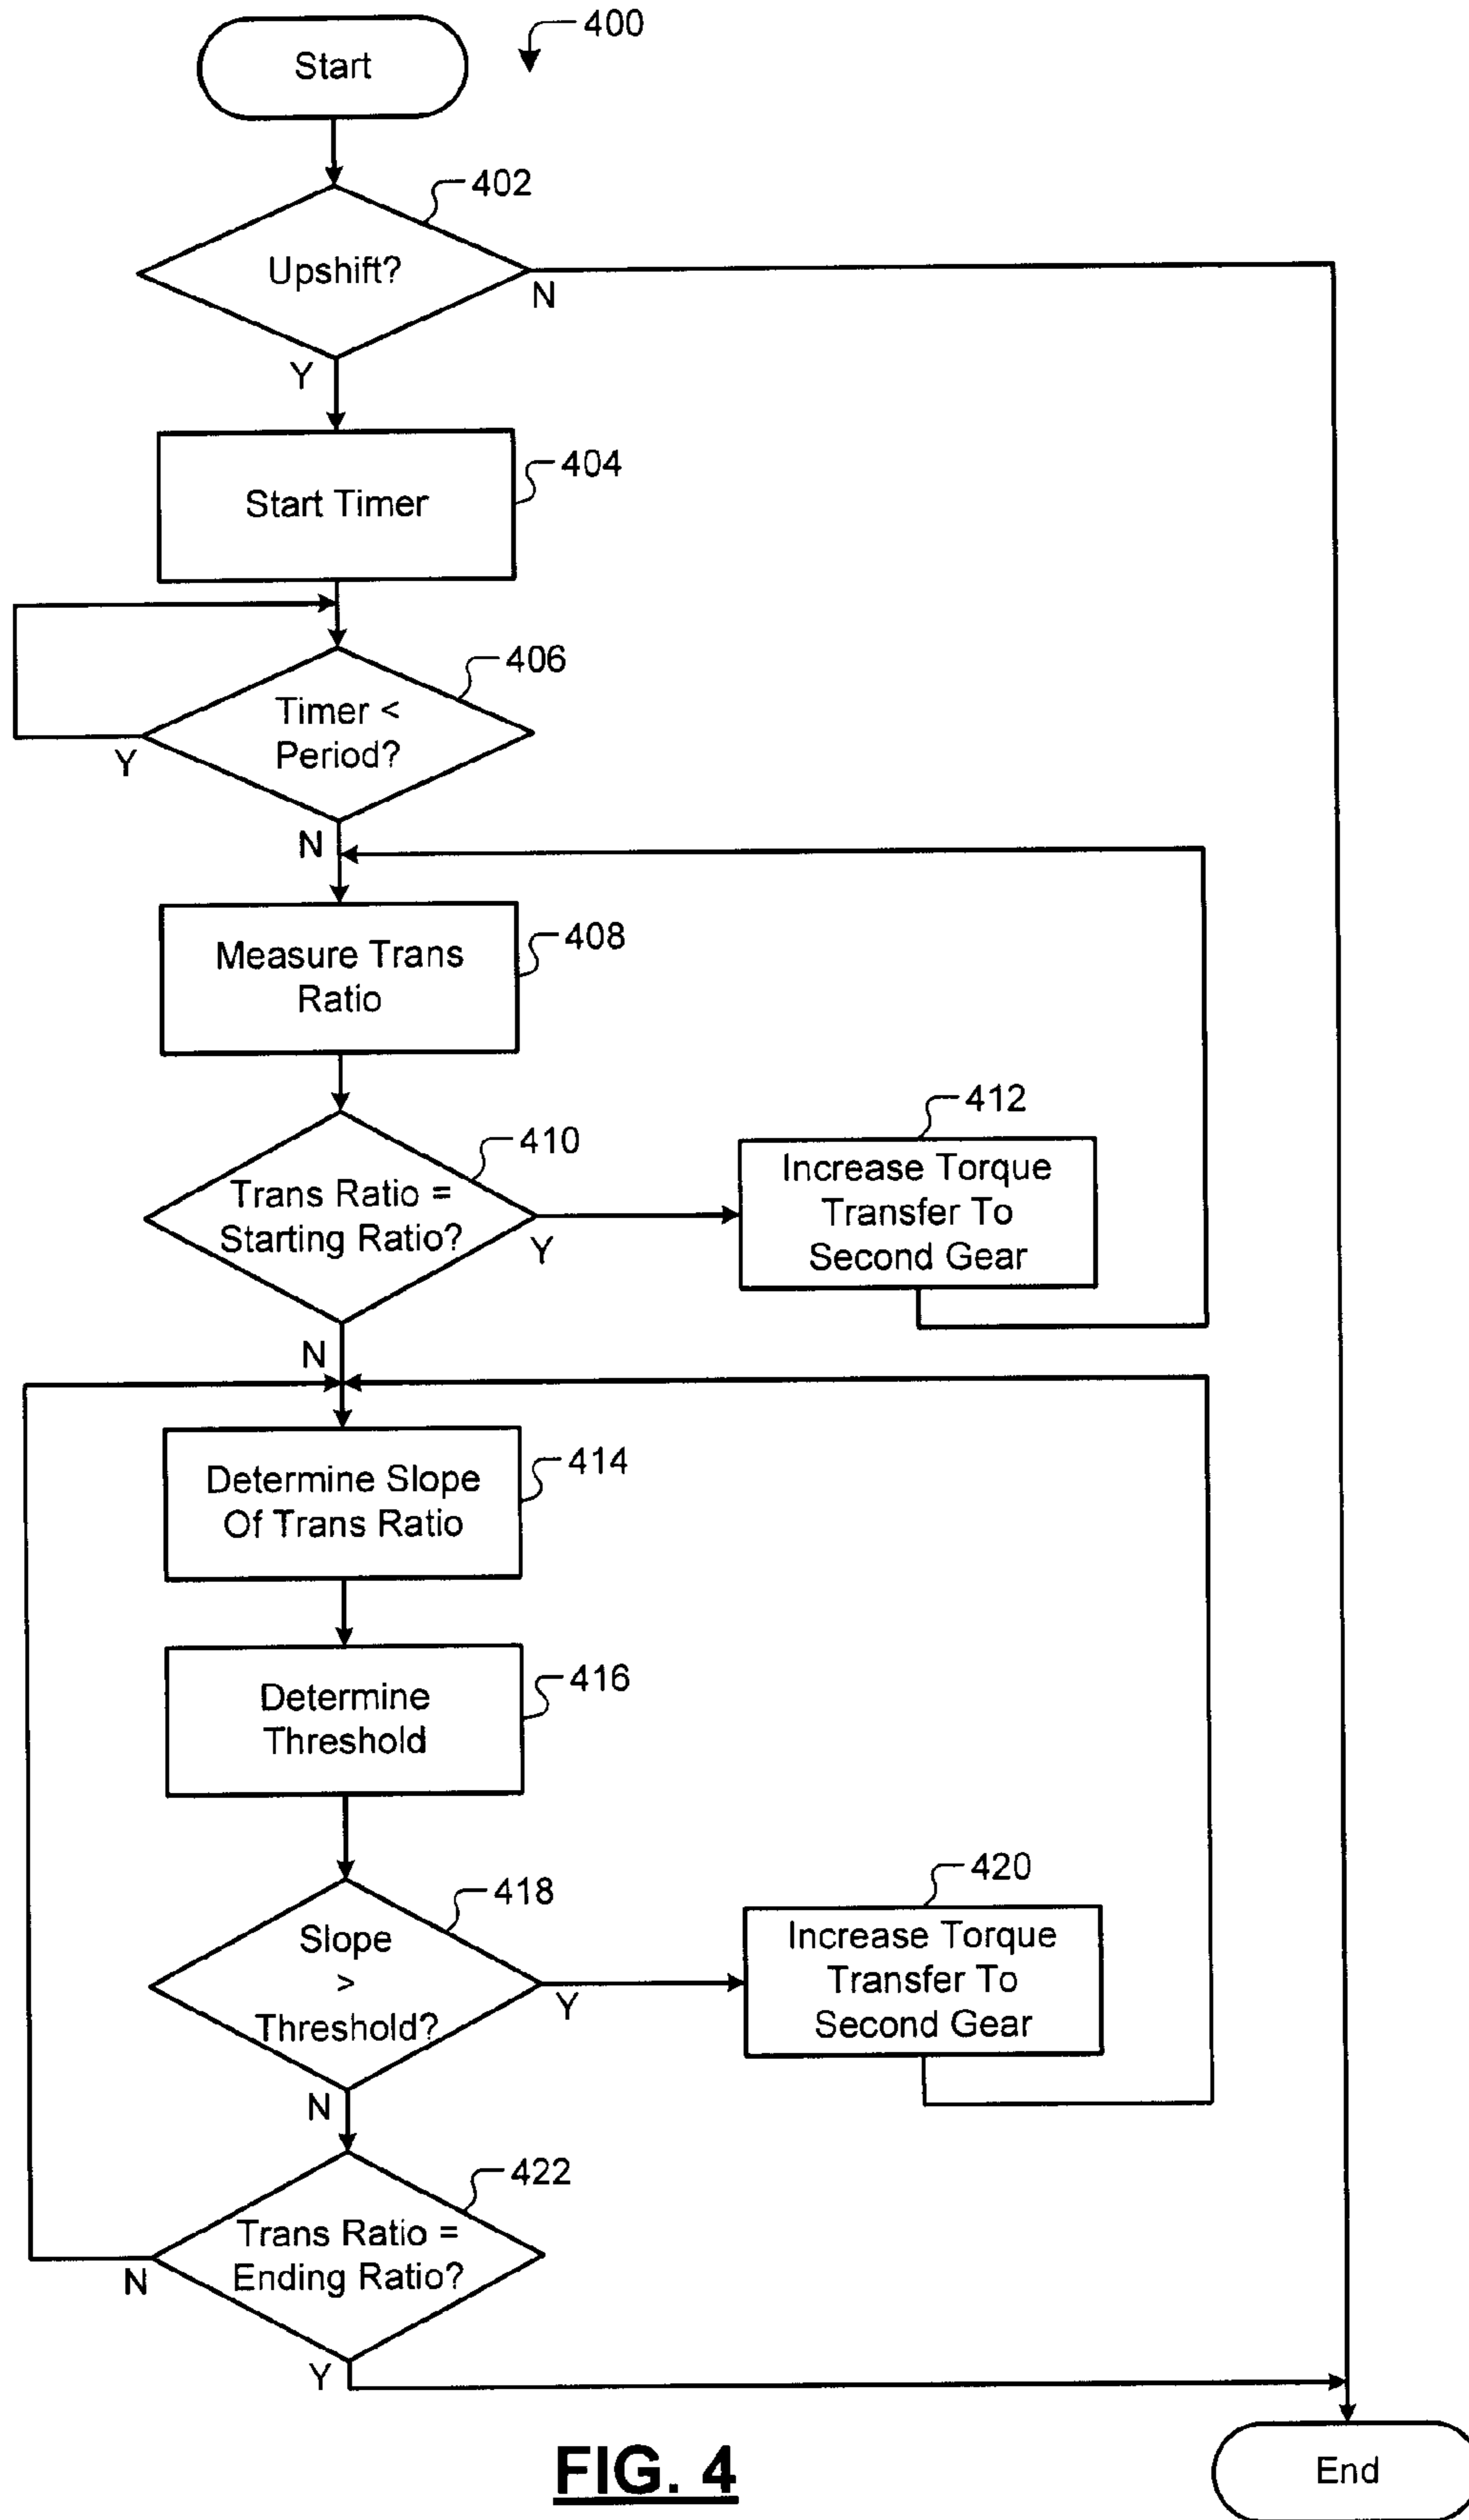 Start
400
402
Upshift?
N
Y
404
Start Timer
406
Timer <
Period?
Y
N
408
Measure Trans
Ratio
410
412
Trans Ratio =
Starting Ratio?
Y
Increase Torque
Transfer To
Second Gear
N
414
Determine Slope
Of Trans Ratio
416
Determine
Threshold
418
420
Slope
>
Threshold?
Y
Increase Torque
Transfer To
Second Gear
N
422
Trans Ratio =
Ending Ratio?
N
Y
End
FIG. 4